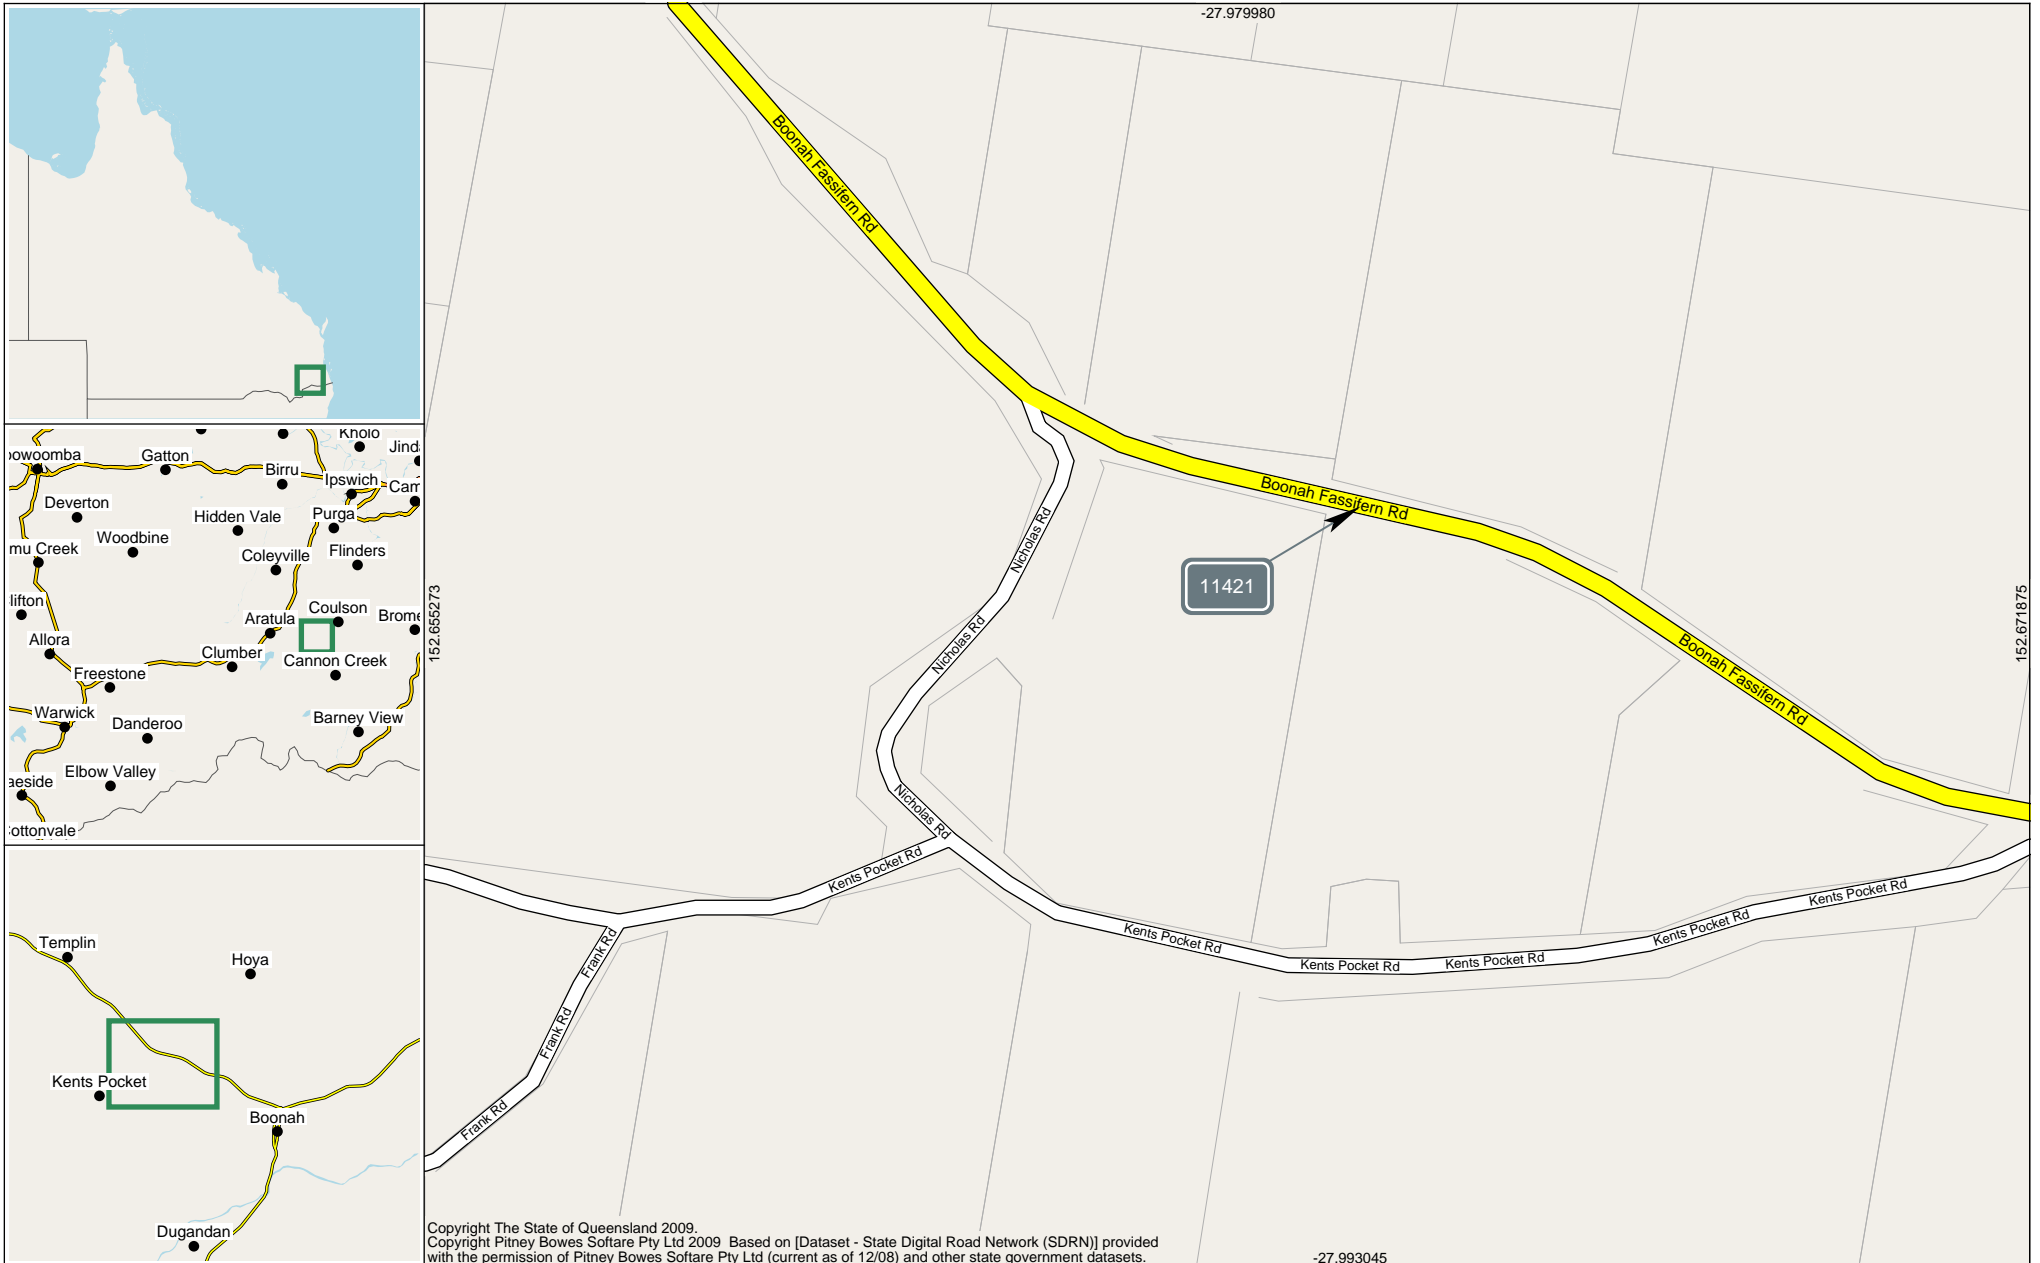 -27.979980
Boonah Fassifern Rd
Boonah Fassifern Rd
11421
Boonah Fassifern Rd
Nicholas Rd
Nicholas Rd
Nicholas Rd
Kents Pocket Rd
Kents Pocket Rd
Kents Pocket Rd
Kents Pocket Rd
Kents Pocket Rd
Kents Pocket Rd
Frank Rd
Frank Rd
Frank Rd
152.655273
152.671875
-27.993045
Kholo
Jind
oowoomba
Gatton
Birru
Ipswich
Cam
Deverton
Hidden Vale
Purga
Woodbine
mu Creek
Coleyville
Flinders
lifton
Coulson
Brome
Aratula
Allora
Clumber
Cannon Creek
Freestone
Warwick
Danderoo
Barney View
Elbow Valley
aeside
Cottonvale
Templin
Hoya
Kents Pocket
Boonah
Dugandan
Copyright The State of Queensland 2009.
Copyright Pitney Bowes Softare Pty Ltd 2009 Based on [Dataset - State Digital Road Network (SDRN)] provided
with the permission of Pitney Bowes Softare Pty Ltd (current as of 12/08) and other state government datasets.